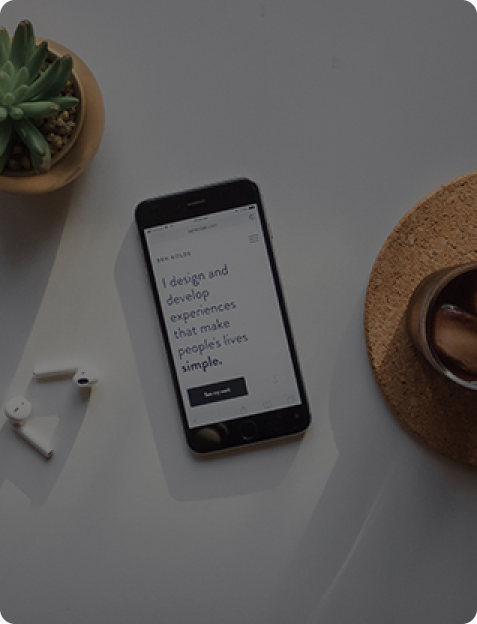 BEN KOLDE
I design and
develop
experiences
that make
people's lives
simple.
See my work